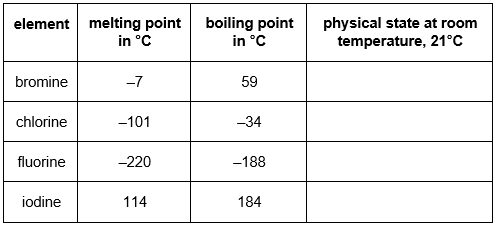 element melting point in °C boiling point in °C physical state at room temperature, 21°C
bromine –7 59
chlorine –101 –34
fluorine –220 –188
iodine 114 184